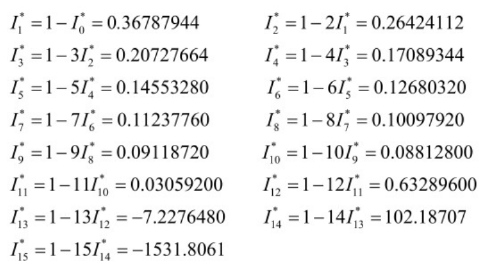 I₁* = 1 − I₀* = 0.36787944 I₂* = 1 − 2I₁* = 0.26424112
I₃* = 1 − 3I₂* = 0.20727664 I₄* = 1 − 4I₃* = 0.17089344
I₅* = 1 − 5I₄* = 0.14553280 I₆* = 1 − 6I₅* = 0.12680320
I₇* = 1 − 7I₆* = 0.11237760 I₈* = 1 − 8I₇* = 0.10097920
I₉* = 1 − 9I₈* = 0.09118720 I₁₀* = 1 − 10I₉* = 0.08812800
I₁₁* = 1 − 11I₁₀* = 0.03059200 I₁₂* = 1 − 12I₁₁* = 0.63289600
I₁₃* = 1 − 13I₁₂* = −7.2276480 I₁₄* = 1 − 14I₁₃* = 102.18707
I₁₅* = 1 − 15I₁₄* = −1531.8061